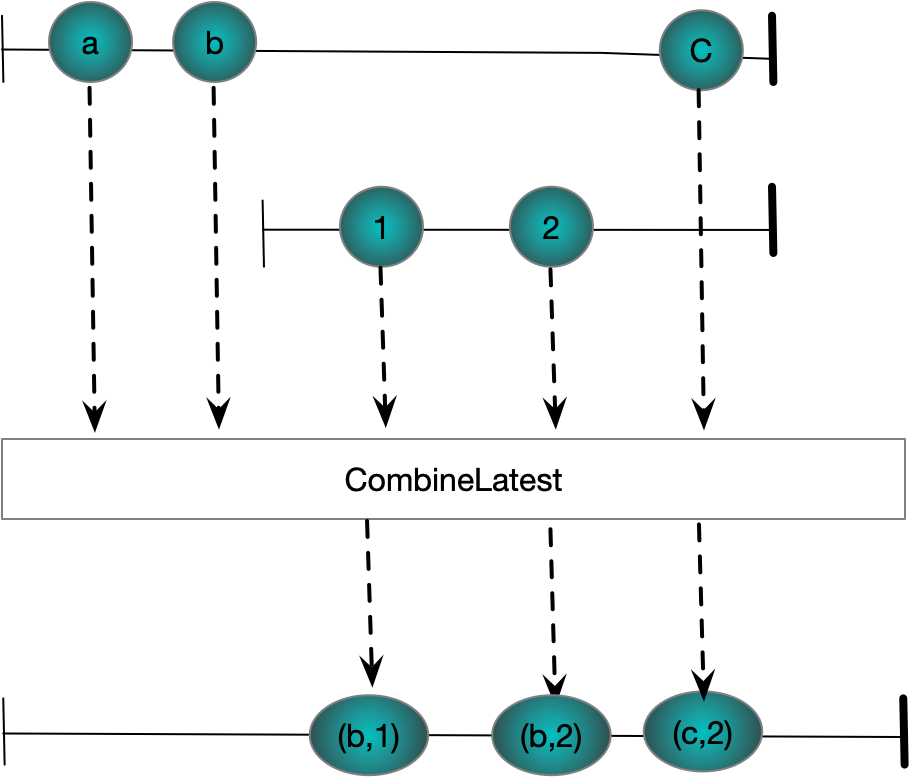 a b C
1 2
CombineLatest
(b,1) (b,2) (c,2)